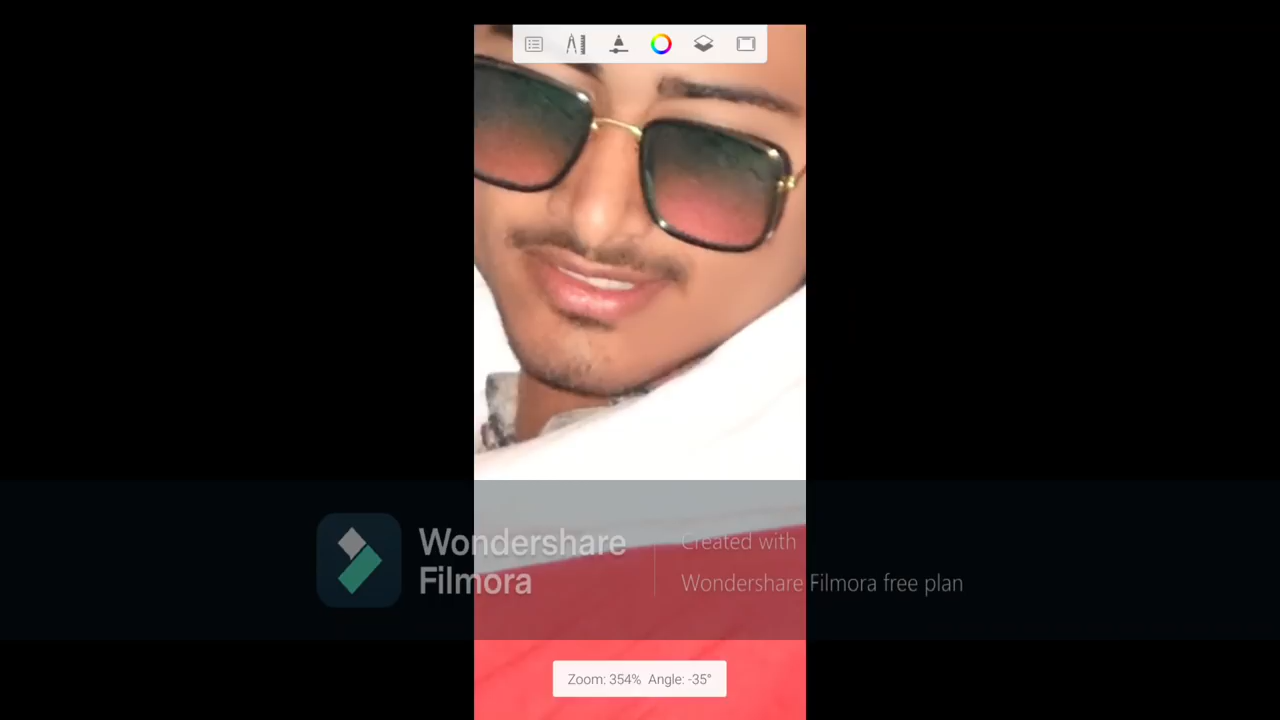 Wondershare
Filmora
Created with
Wondershare Filmora free plan
Zoom: 354% Angle: -35°